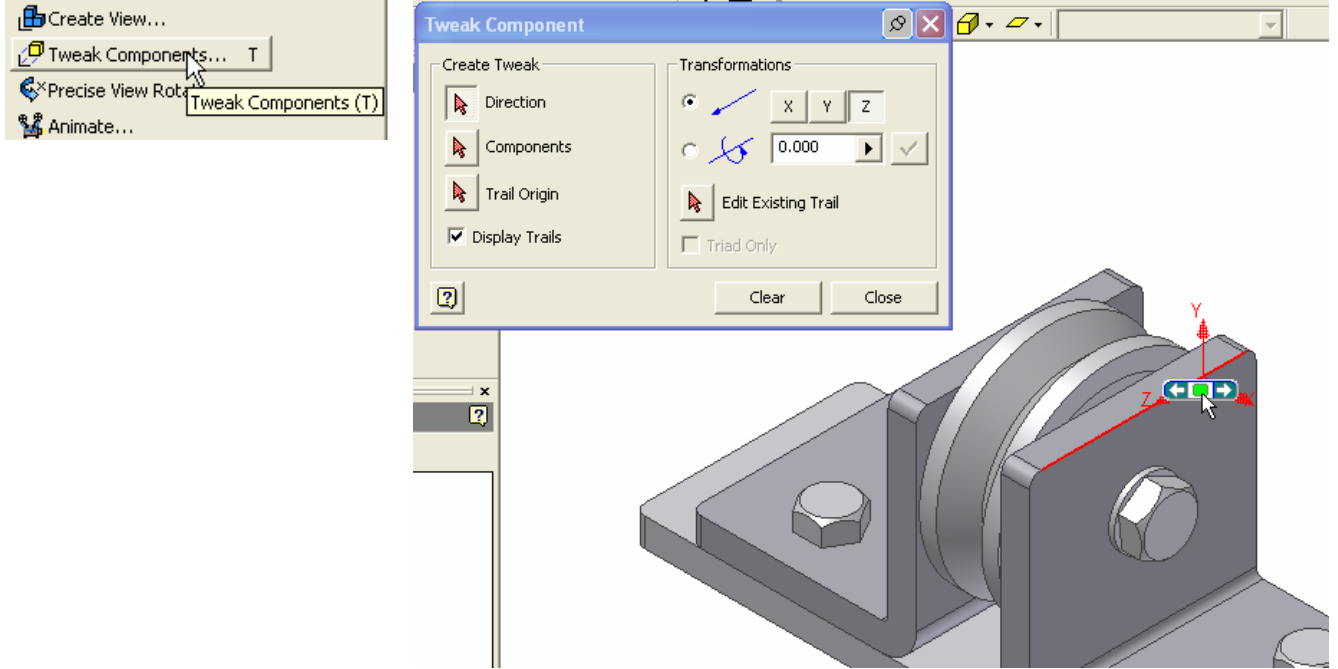 Create View...
Tweak Components... T
Precise View Rota
Tweak Components (T)
Animate...
Tweak Component
Create Tweak
Direction
Components
Trail Origin
Display Trails
Transformations
X Y Z
0.000
Edit Existing Trail
Triad Only
Clear Close
Y
Z X